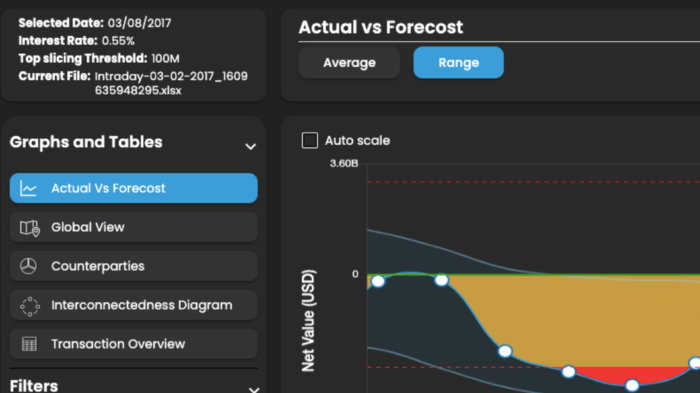 Selected Date: 03/08/2017
Interest Rate: 0.55%
Top slicing Threshold: 100M
Current File: Intraday-03-02-2017_1609
635948295.xlsx
Graphs and Tables
Actual Vs Forecost
Global View
Counterparties
Interconnectedness Diagram
Transaction Overview
Filters
Actual vs Forecost
Average
Range
Auto scale
3.60B
0
Net Value (USD)